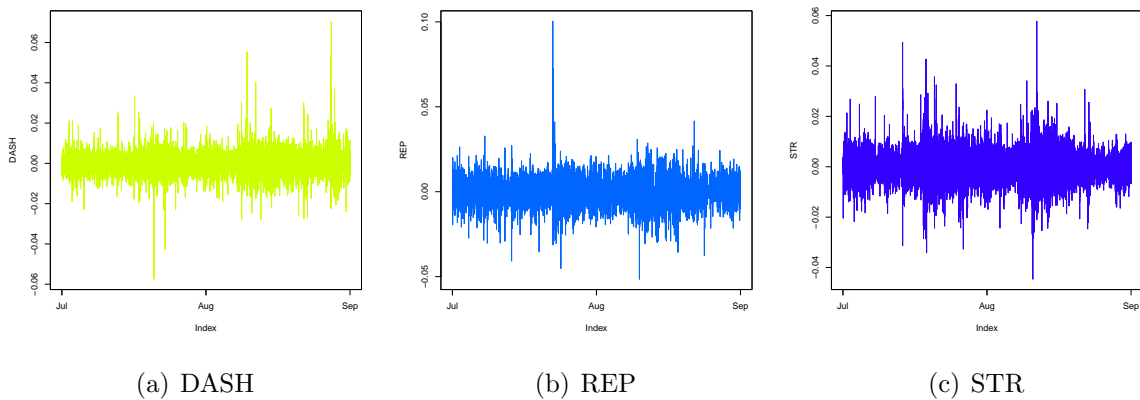 DASH
0.06
0.04
0.02
0.00
−0.02
−0.04
−0.06
Jul
Aug
Sep
Index
REP
0.10
0.05
0.00
−0.05
Jul
Aug
Sep
Index
STR
0.06
0.04
0.02
0.00
−0.02
−0.04
Jul
Aug
Sep
Index
(a) DASH
(b) REP
(c) STR